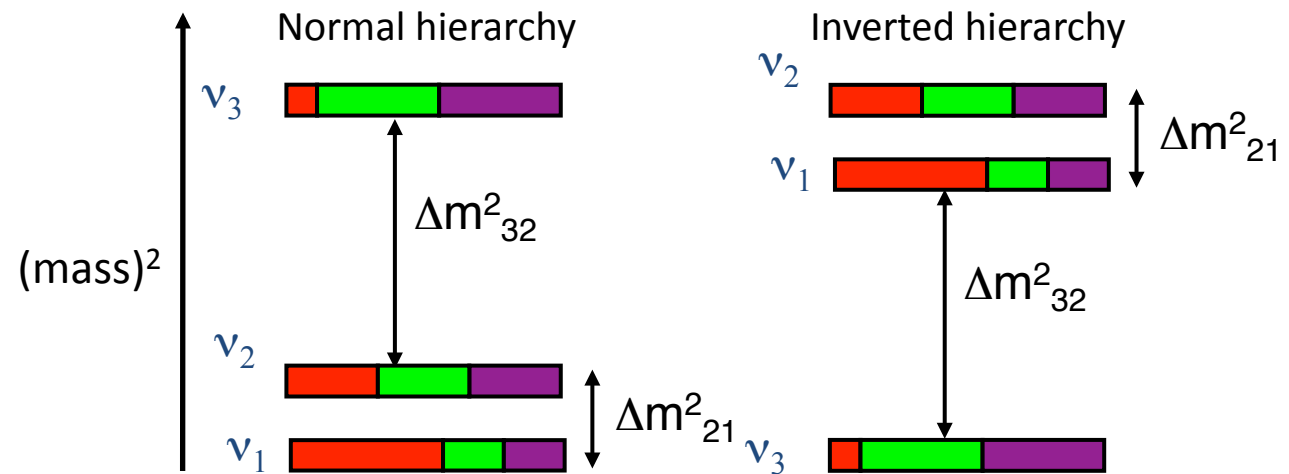 Normal hierarchy
ν₃
Δm²₃₂
(mass)²
ν₂
Δm²₂₁
ν₁
Inverted hierarchy
ν₂
Δm²₂₁
ν₁
Δm²₃₂
ν₃